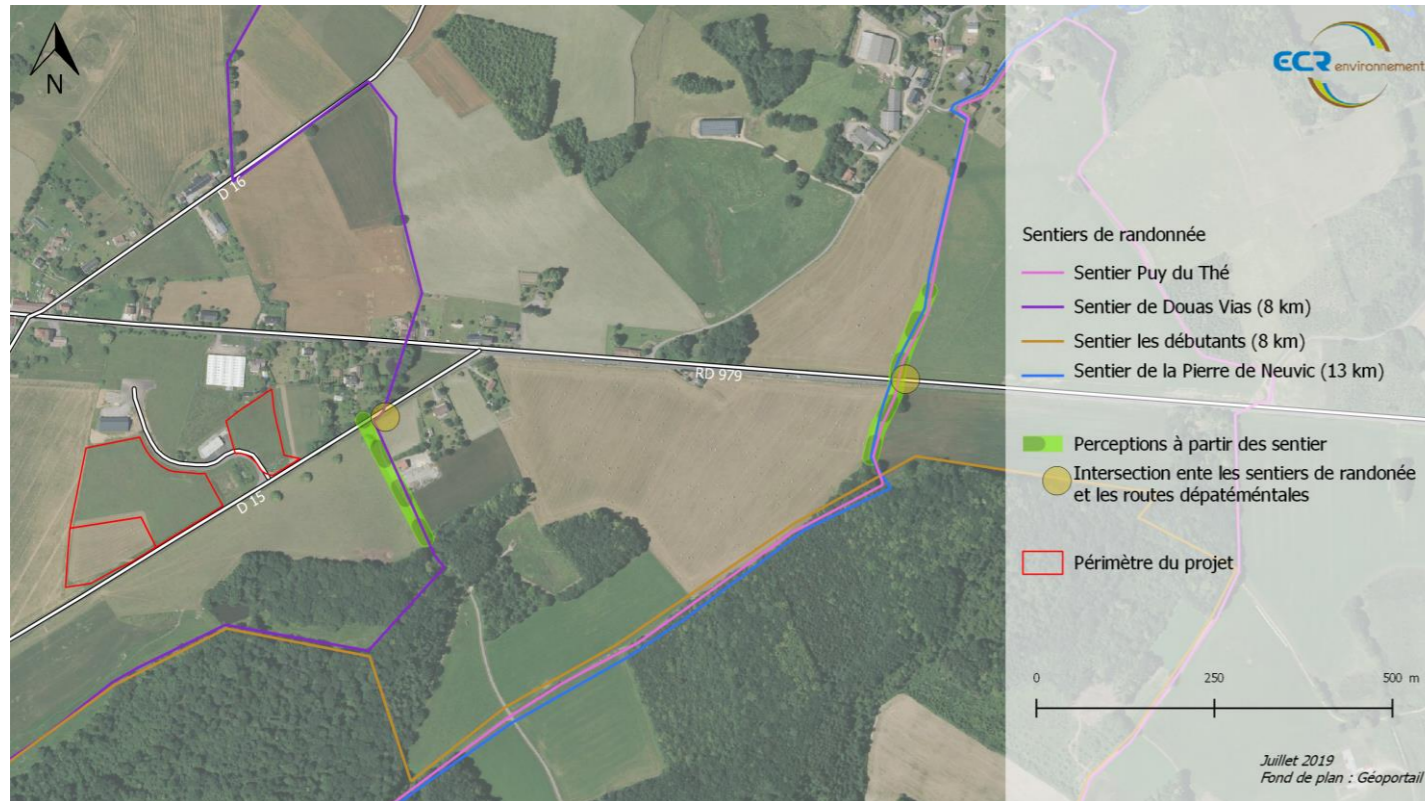 N
ECR environnement
D 16
RD 979
D 15
Sentiers de randonnée
Sentier Puy du Thé
Sentier de Douas Vias (8 km)
Sentier les débutants (8 km)
Sentier de la Pierre de Neuvic (13 km)
Perceptions à partir des sentier
Intersection ente les sentiers de randonée
et les routes dépatéméntales
Périmètre du projet
0 250 500 m
Juillet 2019
Fond de plan : Géoportail